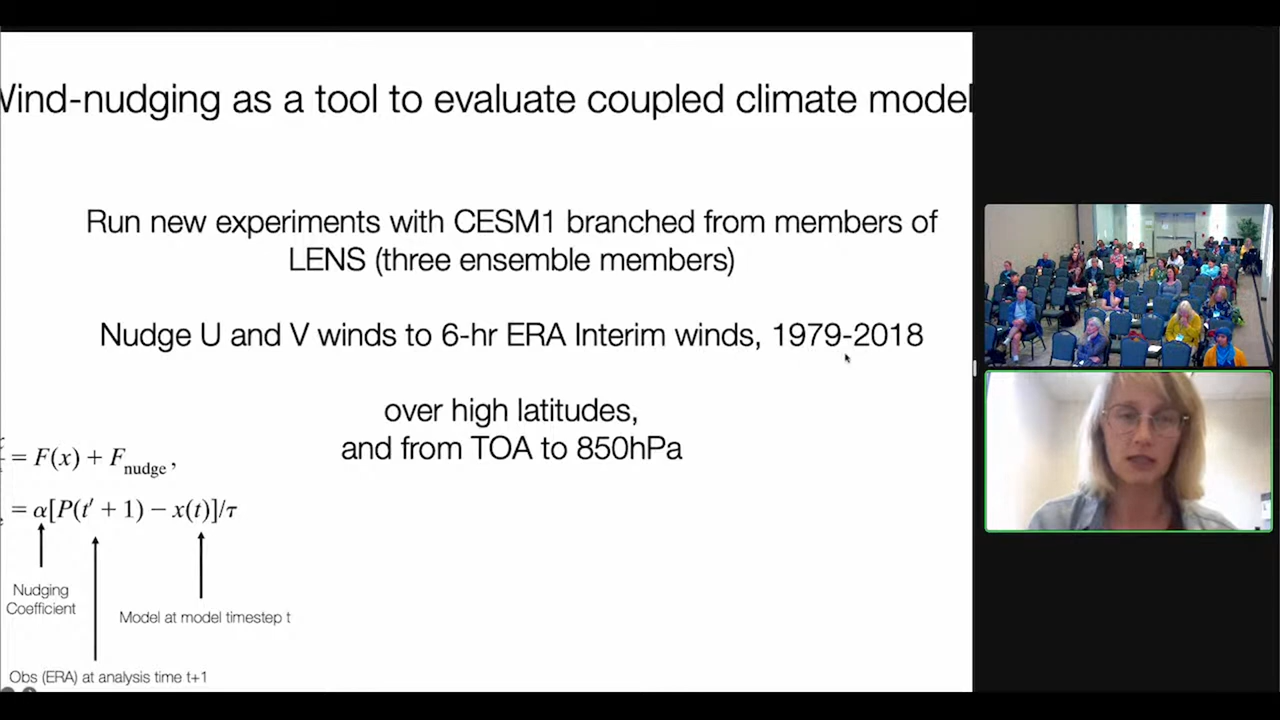 Wind-nudging as a tool to evaluate coupled climate model
Run new experiments with CESM1 branched from members of
LENS (three ensemble members)
Nudge U and V winds to 6-hr ERA Interim winds, 1979-2018
over high latitudes,
and from TOA to 850hPa
= F(x) + F_nudge,
= α[P(t′ + 1) − x(t)]/τ
Nudging
Coefficient
Model at model timestep t
Obs (ERA) at analysis time t+1